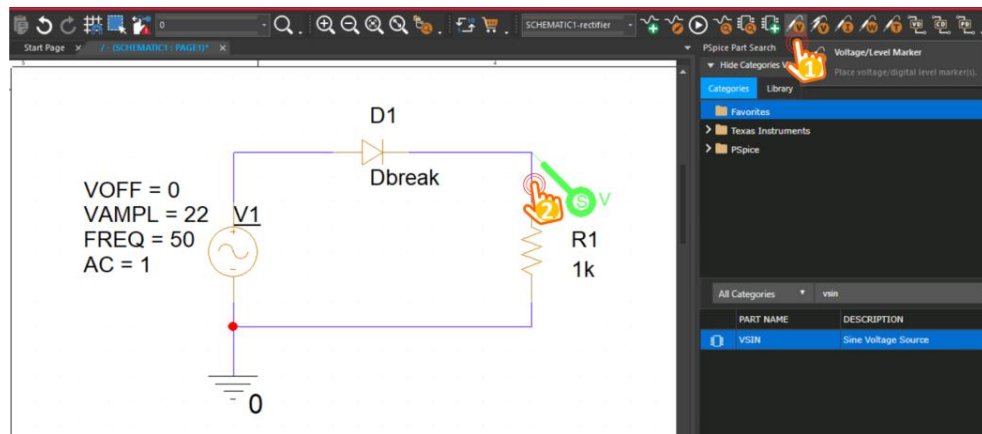 0
SCHEMATIC1-rectifier
Start Page
/ - (SCHEMATIC1 : PAGE1)*
PSpice Part Search
Voltage/Level Marker
Place voltage/digital level marker(s).
Hide Categories V
1
Categories
Library
5
4
Favorites
Texas Instruments
PSpice
D1
Dbreak
VOFF = 0
VAMPL = 22
FREQ = 50
AC = 1
V1
S
V
2
R1
1k
All Categories
vsin
PART NAME
DESCRIPTION
VSIN
Sine Voltage Source
0